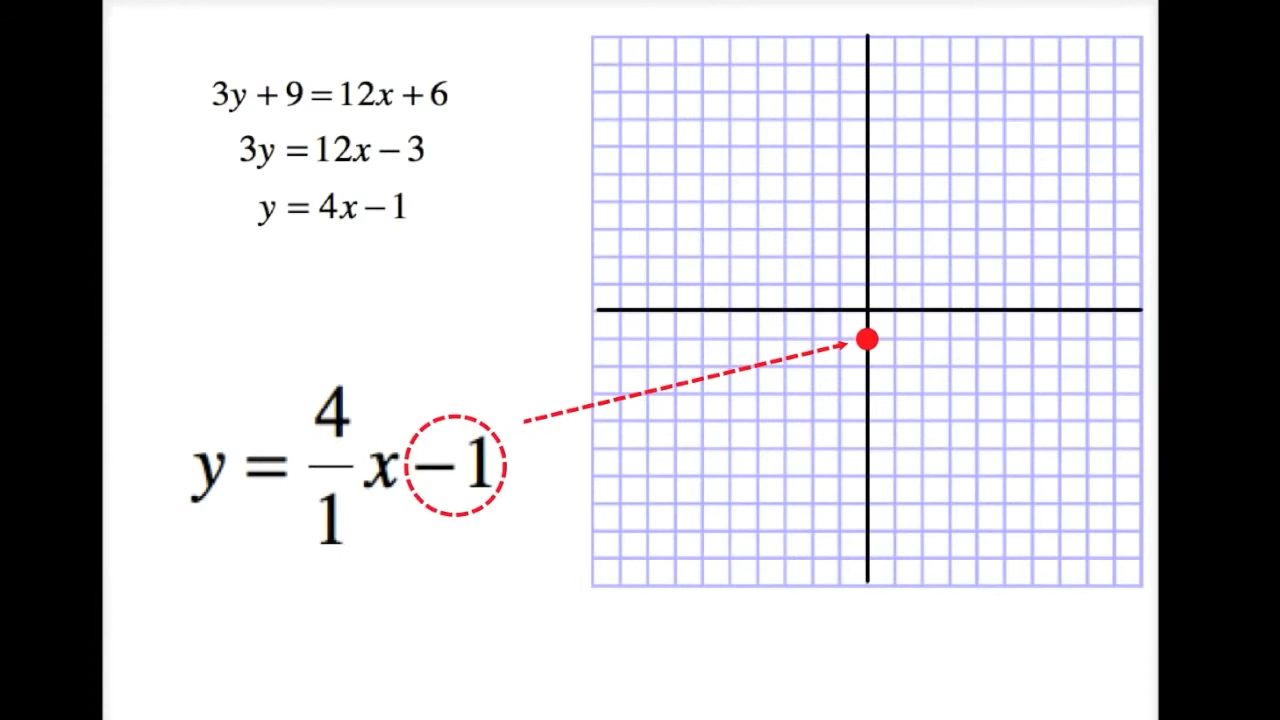 3y + 9 = 12x + 6
3y = 12x − 3
y = 4x − 1
y = 4/1 x − 1